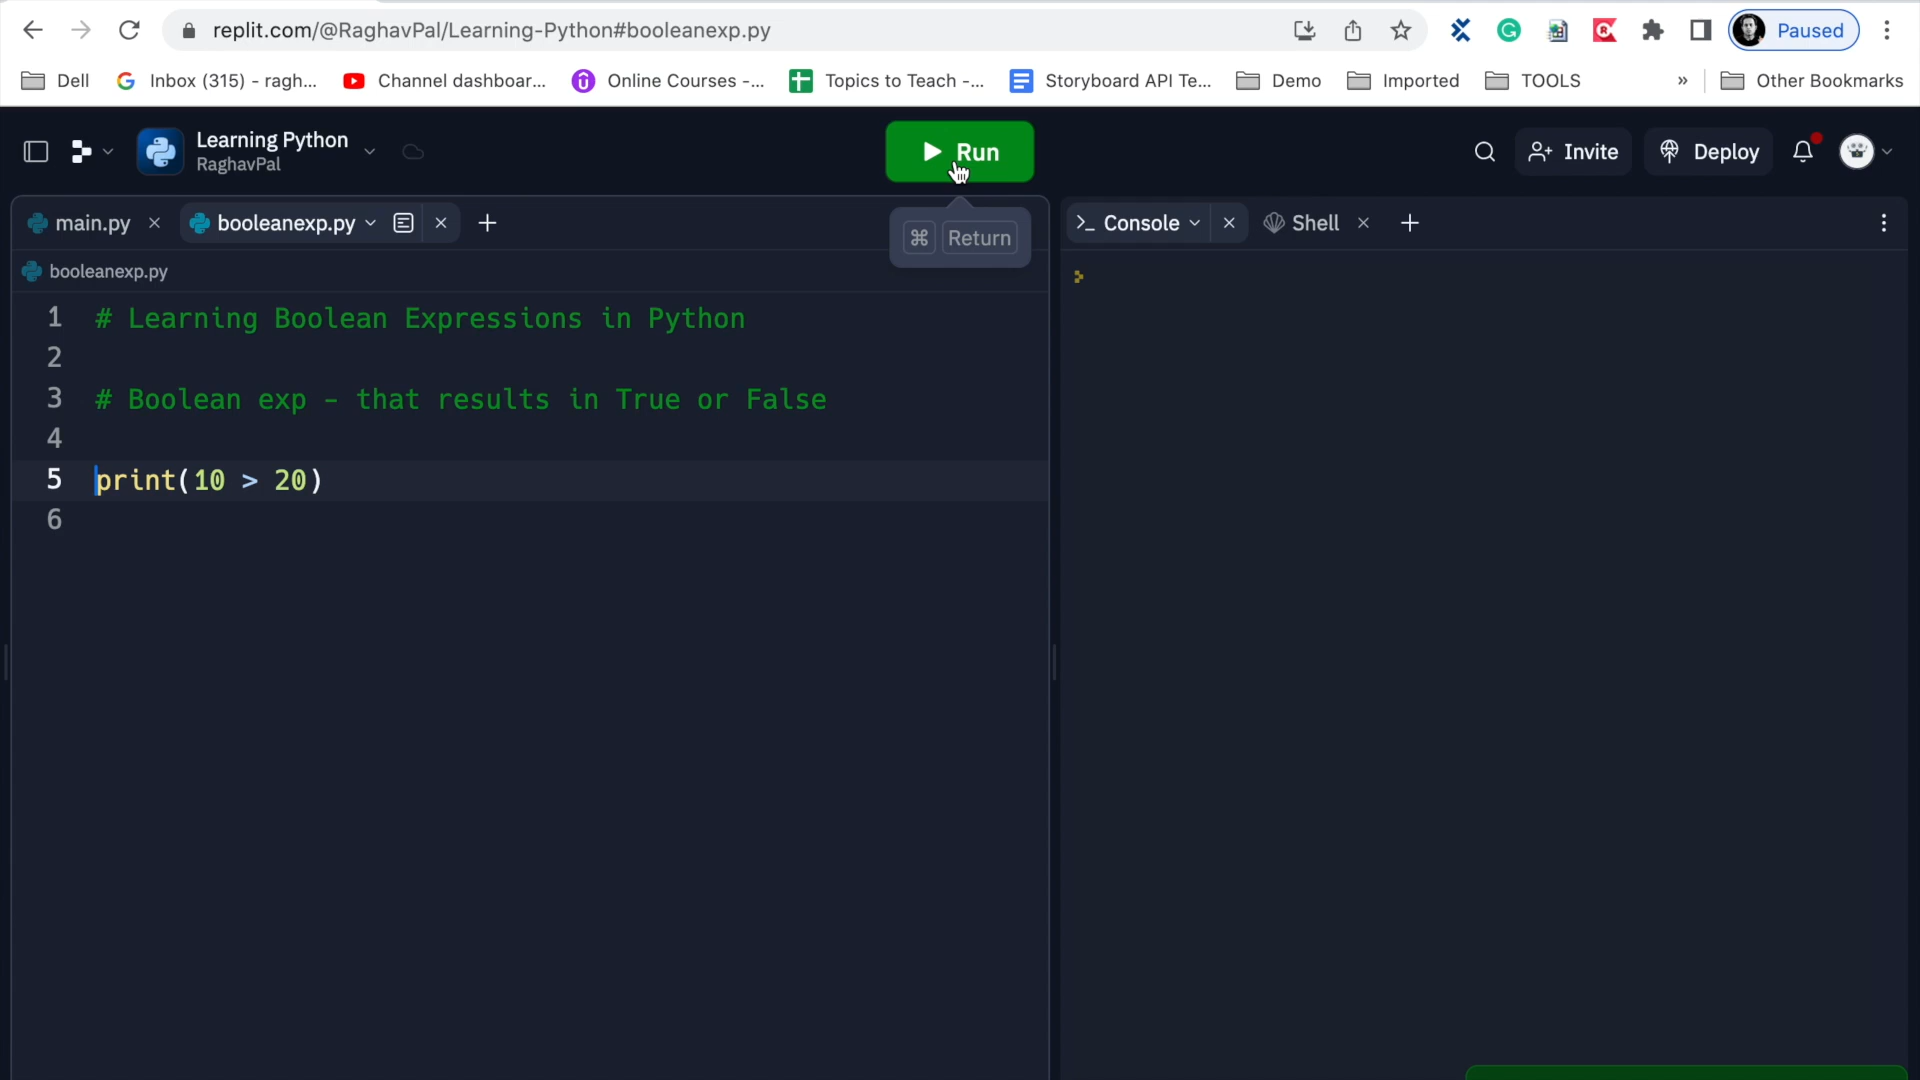 replit.com/@RaghavPal/Learning-Python#booleanexp.py
Paused
Dell
Inbox (315) - ragh...
Channel dashboar...
Online Courses -...
Topics to Teach -...
Storyboard API Te...
Demo
Imported
TOOLS
»
Other Bookmarks
Learning Python
RaghavPal
Run
Invite
Deploy
main.py
booleanexp.py
⌘ Return
Console
Shell
booleanexp.py
1 # Learning Boolean Expressions in Python
2
3 # Boolean exp - that results in True or False
4
5 print(10 > 20)
6